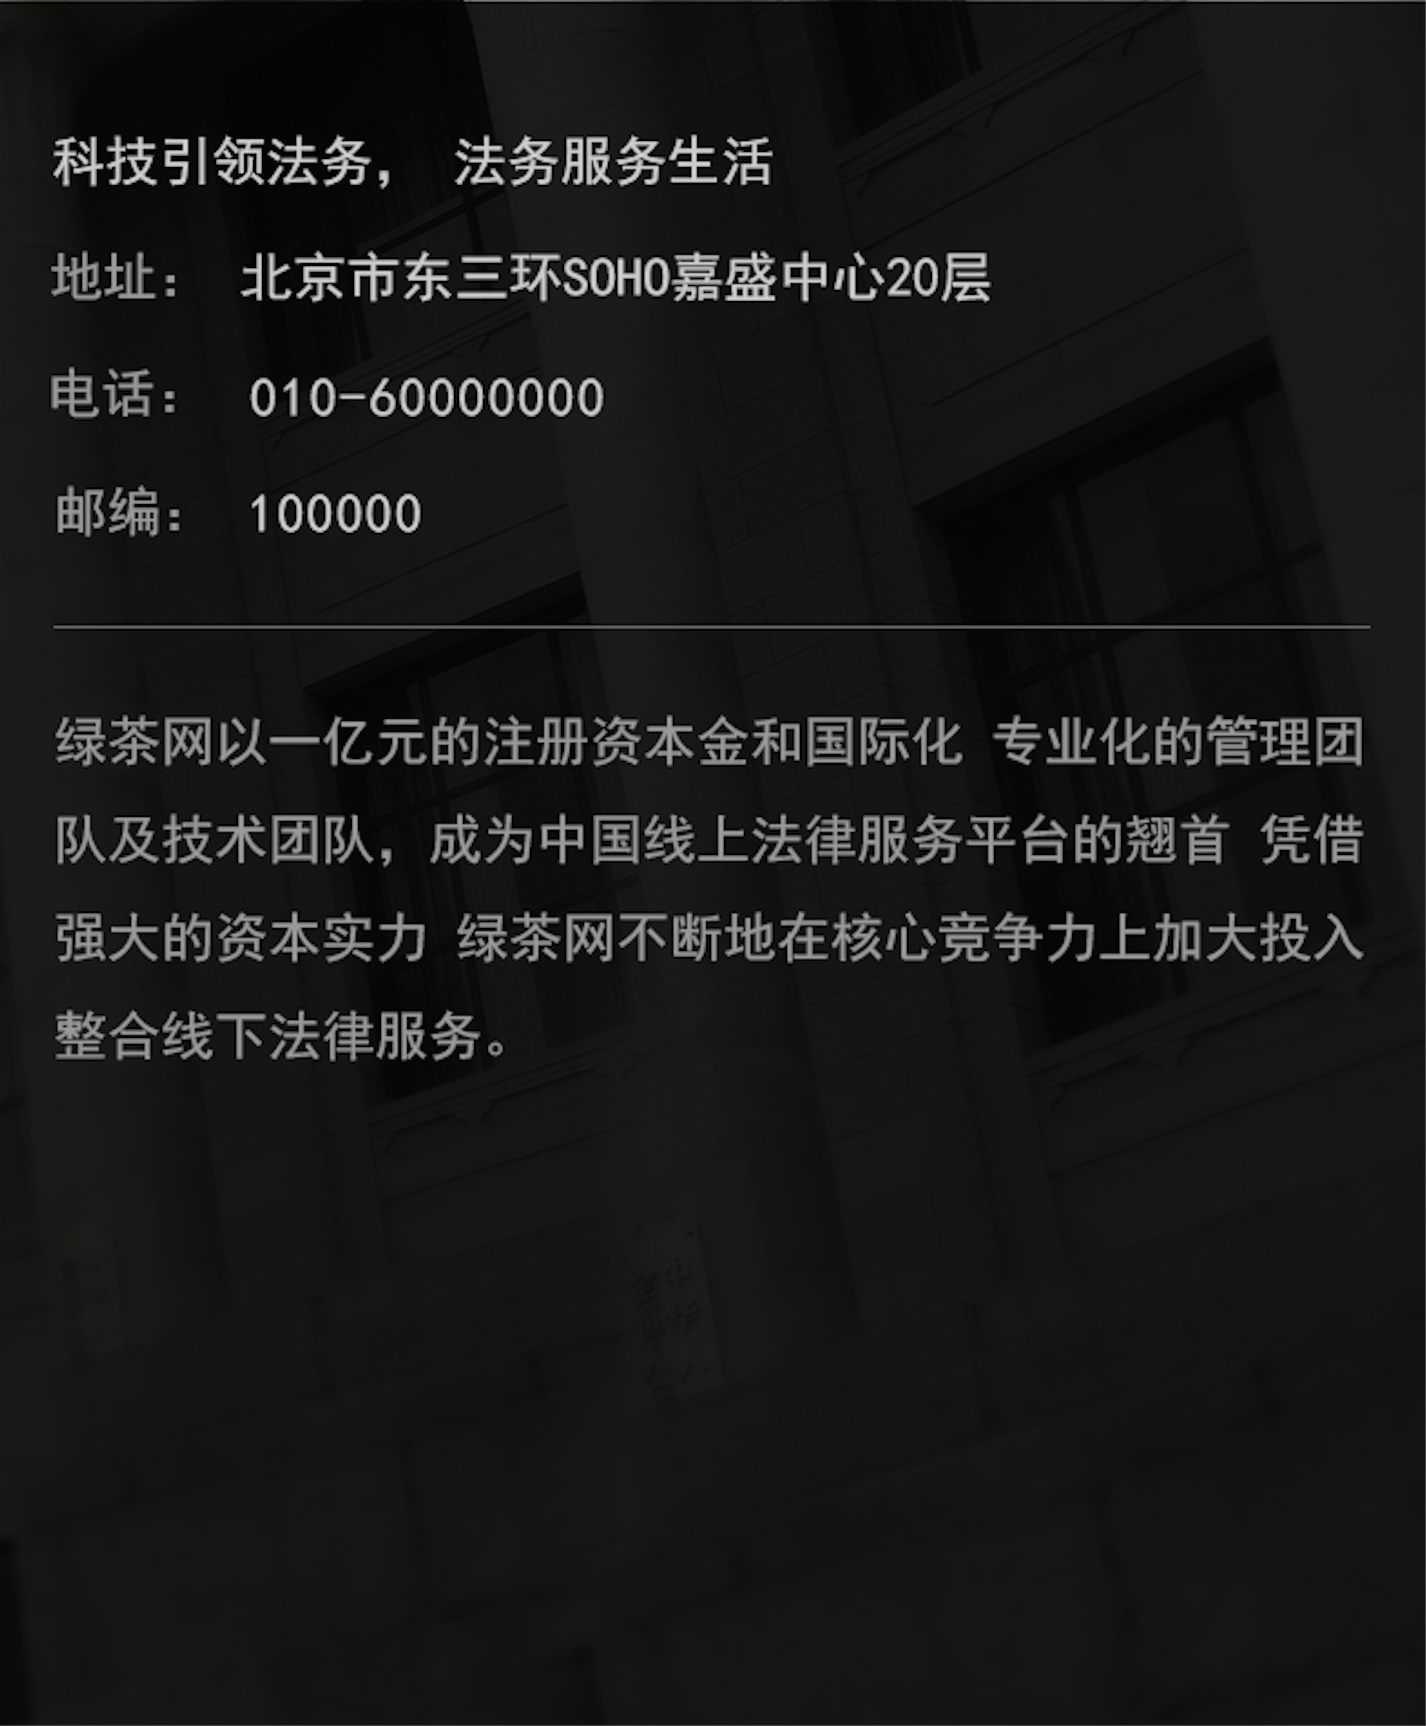 科技引领法务， 法务服务生活
地址： 北京市东三环SOHO嘉盛中心20层
电话： 010-60000000
邮编： 100000
绿茶网以一亿元的注册资本金和国际化 专业化的管理团
队及技术团队，成为中国线上法律服务平台的翘首 凭借
强大的资本实力 绿茶网不断地在核心竞争力上加大投入
整合线下法律服务。